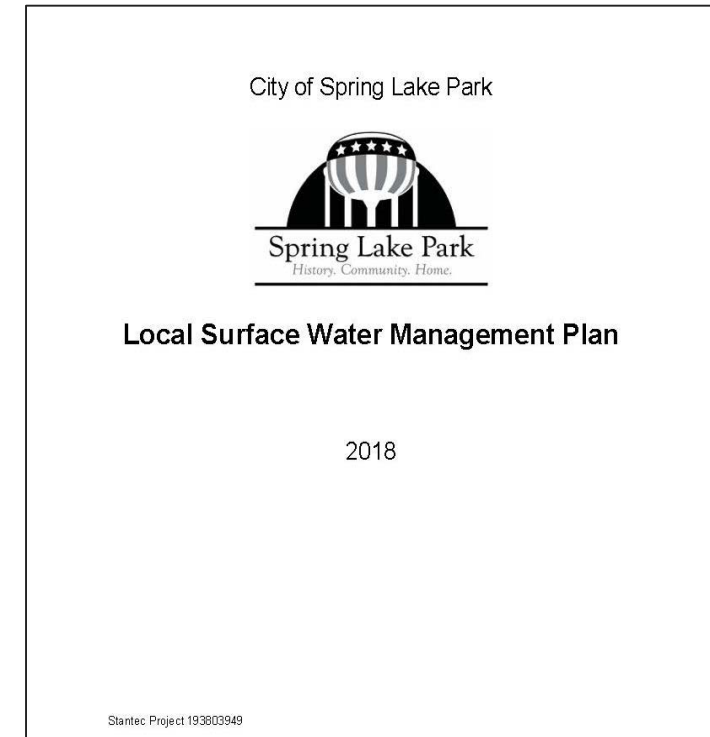 City of Spring Lake Park
Spring Lake Park
History. Community. Home.
Local Surface Water Management Plan
2018
Stantec Project 193803949